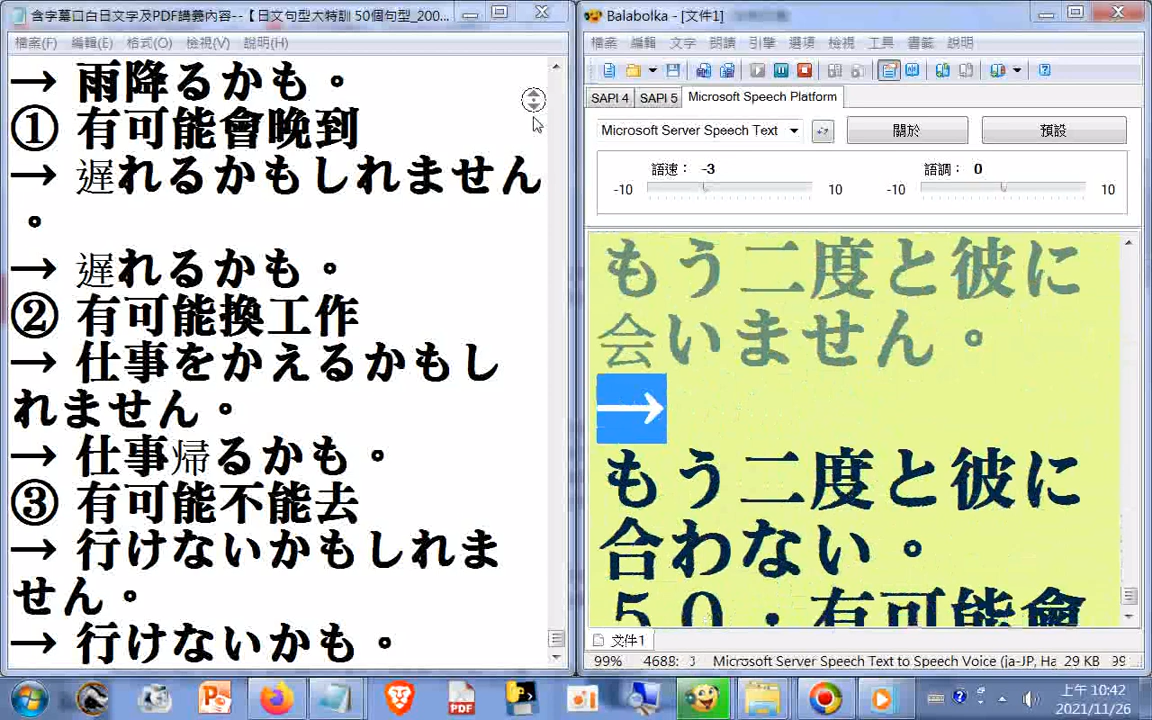 含字幕口白日文字及PDF講義內容--【日文句型大特訓 50個句型_200...
檔案(F) 編輯(E) 格式(O) 檢視(V) 說明(H)
→ 雨降るかも。
① 有可能會晚到
→ 遅れるかもしれません
。
→ 遅れるかも。
② 有可能換工作
→ 仕事をかえるかもし
れません。
→ 仕事帰るかも。
③ 有可能不能去
→ 行けないかもしれま
せん。
→ 行けないかも。
Balabolka - [文件1]
檔案 編輯 文字 朗讀 引擎 選項 檢視 工具 書籤 說明
SAPI 4 SAPI 5 Microsoft Speech Platform
Microsoft Server Speech Text 關於 預設
語速： -3 語調： 0
-10 10 -10 10
もう二度と彼に
会いません。
→
もう二度と彼に
合わない。
５０．有可能會
文件1
99% 4688: 3 Microsoft Server Speech Text to Speech Voice (ja-JP, Ha 29 KB 99
PDF
上午 10:42
2021/11/26